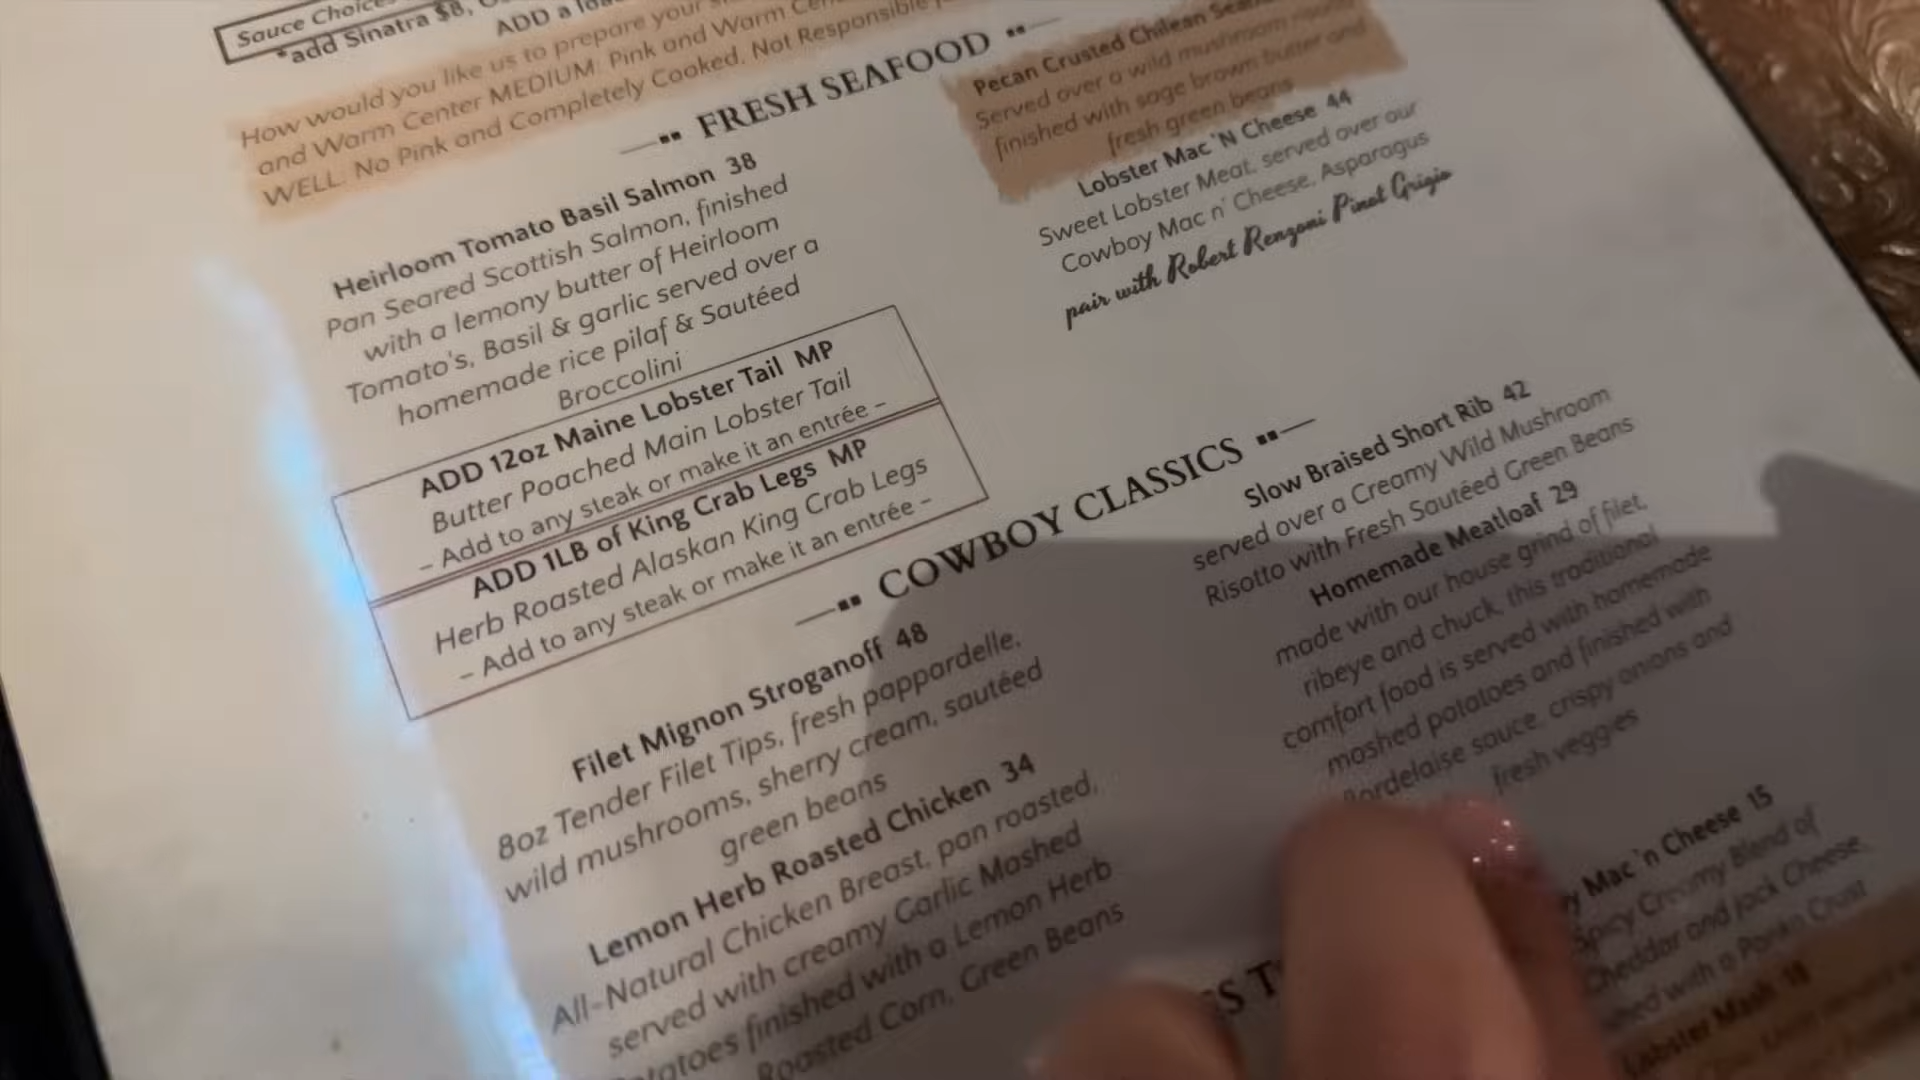 Sauce Choices
*add Sinatra $8,
ADD a
How would you like us to prepare your
and Warm Center MEDIUM: Pink and Warm
WELL: No Pink and Completely Cooked, Not Responsible
FRESH SEAFOOD
Heirloom Tomato Basil Salmon 38
Pan Seared Scottish Salmon, finished
with a lemony butter of Heirloom
Tomato's, Basil & garlic served over a
homemade rice pilaf & Sautéed
Broccolini
ADD 12oz Maine Lobster Tail MP
Butter Poached Main Lobster Tail
– Add to any steak or make it an entrée –
ADD 1LB of King Crab Legs MP
Herb Roasted Alaskan King Crab Legs
– Add to any steak or make it an entrée –
Pecan Crusted Chilean
Served over a wild mushroom
finished with sage brown butter and
fresh green beans
Lobster Mac 'N Cheese 44
Sweet Lobster Meat, served over our
Cowboy Mac n' Cheese, Asparagus
pair with Robert Renzoni Pinot Grigio
COWBOY CLASSICS
Filet Mignon Stroganoff 48
8oz Tender Filet Tips, fresh pappardelle,
wild mushrooms, sherry cream, sautéed
green beans
Lemon Herb Roasted Chicken 34
All-Natural Chicken Breast, pan roasted,
served with creamy Garlic Mashed
finished with a Lemon Herb
Roasted Corn, Green Beans
Slow Braised Short Rib 42
served over a Creamy Wild Mushroom
Risotto with Fresh Sautéed Green Beans
Homemade Meatloaf 29
made with our house grind of filet,
ribeye and chuck, this traditional
comfort food is served with homemade
mashed potatoes and finished with
sauce, crispy onions and
fresh veggies
Mac 'n Cheese 15
Creamy Blend of
Cheddar and Jack Cheese,
with a Panko Crust
Lobster Mash 18